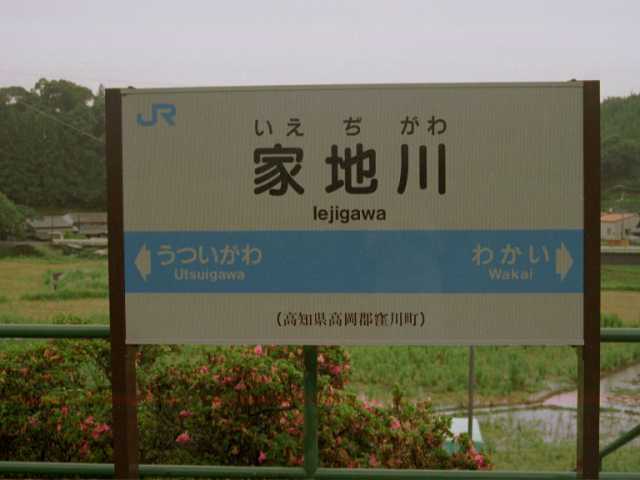 JR
いえ ぢ がわ
家地川
Iejigawa
うついがわ わかい
Utsuigawa Wakai
(高知県高岡郡窪川町)